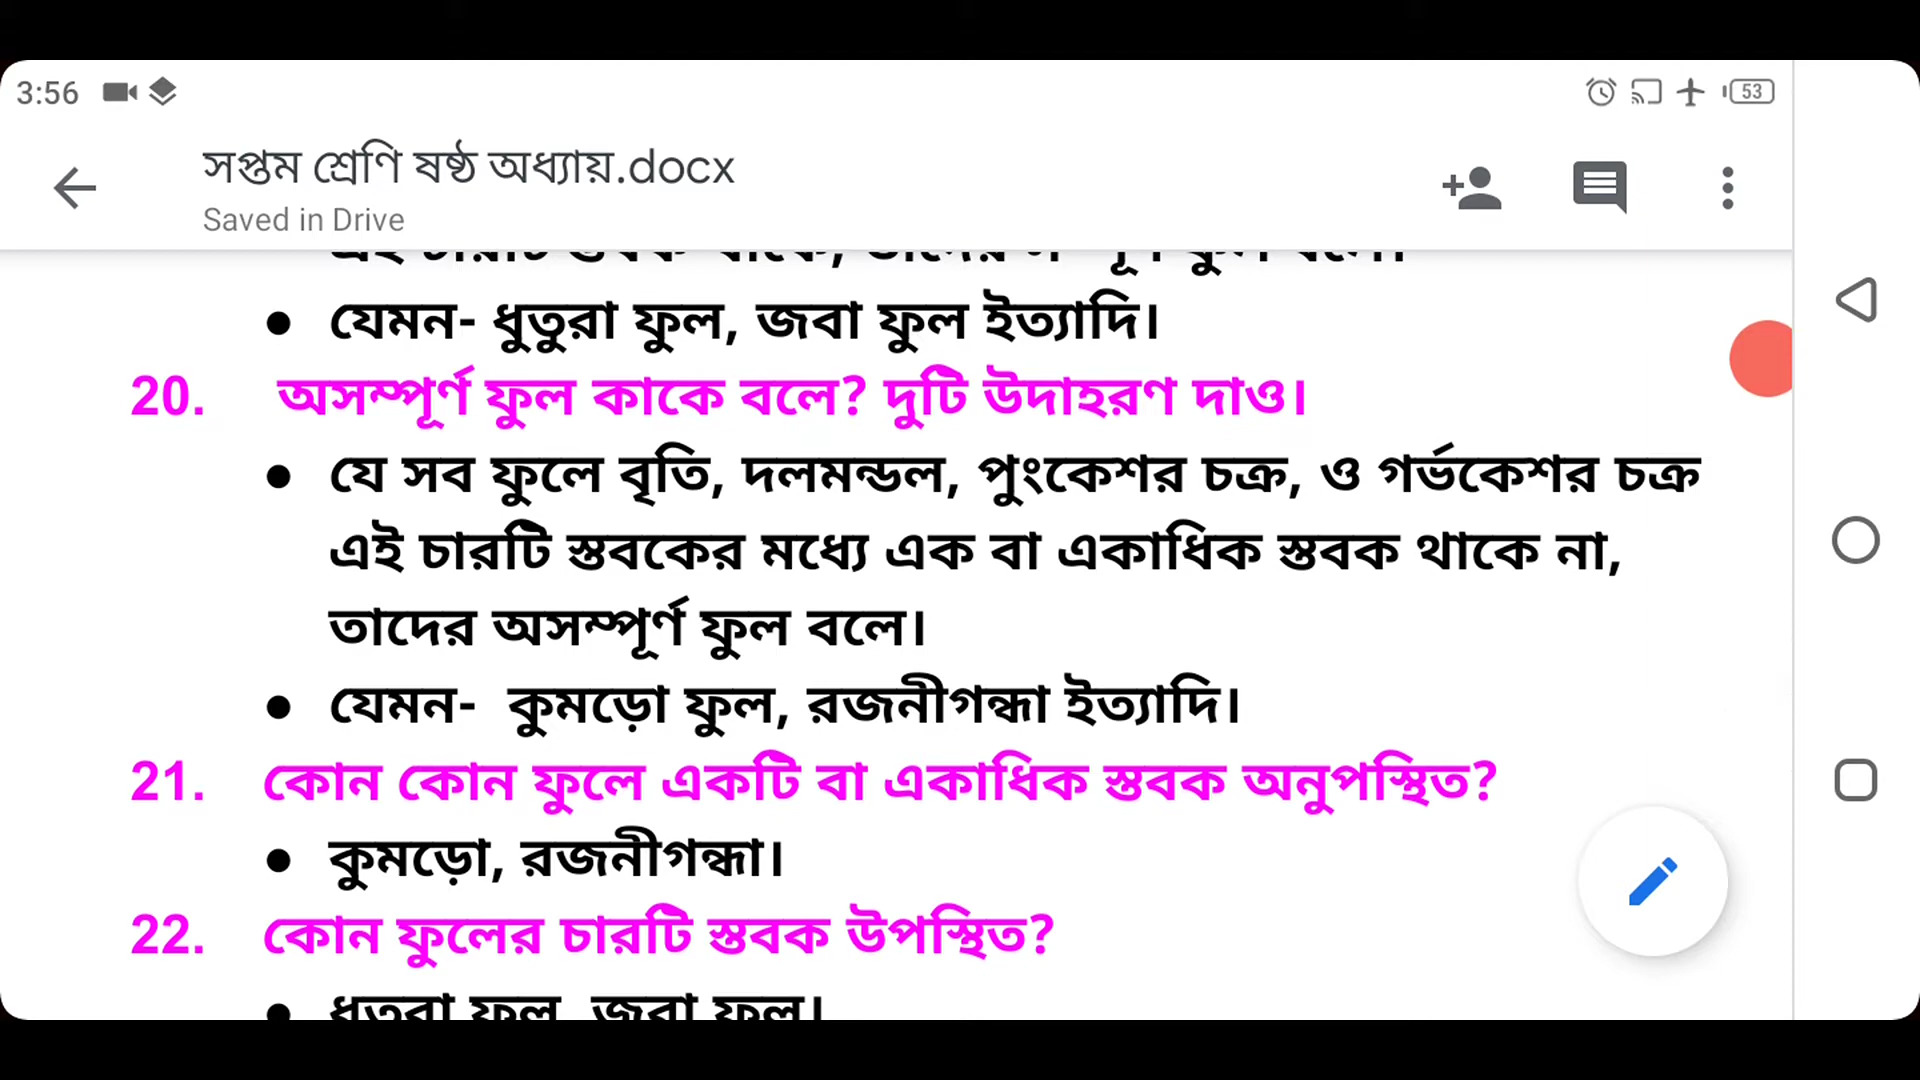 3:56
53
সপ্তম শ্রেণি ষষ্ঠ অধ্যায়.docx
Saved in Drive
• যেমন- ধুতুরা ফুল, জবা ফুল ইত্যাদি।
20. অসম্পূর্ণ ফুল কাকে বলে? দুটি উদাহরণ দাও।
• যে সব ফুলে বৃতি, দলমন্ডল, পুংকেশর চক্র, ও গর্ভকেশর চক্র
এই চারটি স্তবকের মধ্যে এক বা একাধিক স্তবক থাকে না,
তাদের অসম্পূর্ণ ফুল বলে।
• যেমন- কুমড়ো ফুল, রজনীগন্ধা ইত্যাদি।
21. কোন কোন ফুলে একটি বা একাধিক স্তবক অনুপস্থিত?
• কুমড়ো, রজনীগন্ধা।
22. কোন ফুলের চারটি স্তবক উপস্থিত?